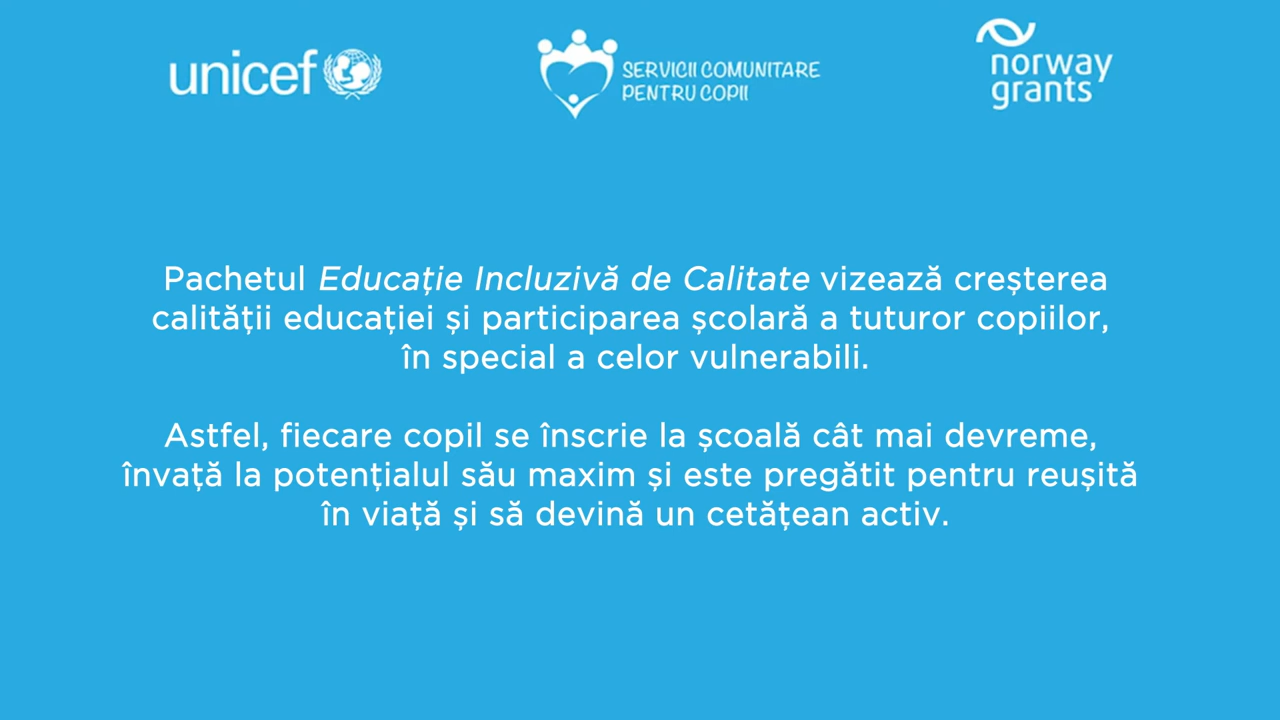 unicef
SERVICII COMUNITARE
PENTRU COPII
norway
grants
Pachetul Educație Incluzivă de Calitate vizează creșterea
calității educației și participarea școlară a tuturor copiilor,
în special a celor vulnerabili.
Astfel, fiecare copil se înscrie la școală cât mai devreme,
învață la potențialul său maxim și este pregătit pentru reușită
în viață și să devină un cetățean activ.